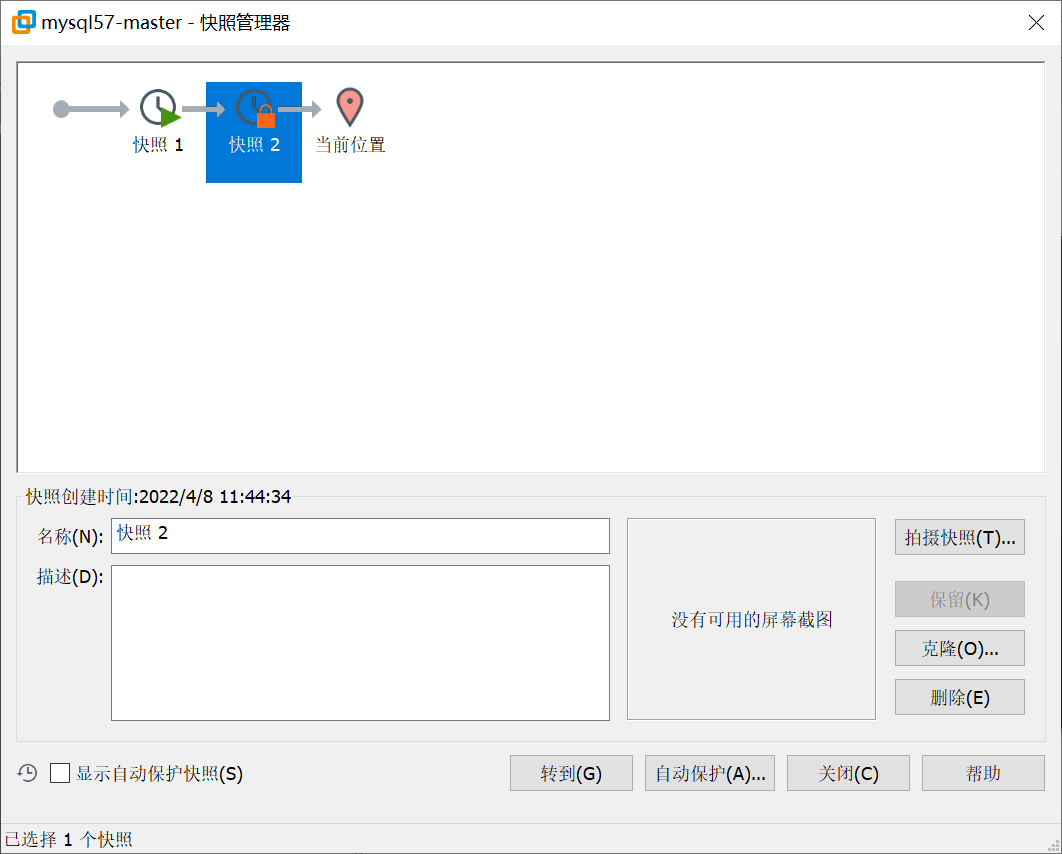 mysql57-master - 快照管理器
快照 1
快照 2
当前位置
快照创建时间:2022/4/8 11:44:34
名称(N):
快照 2
描述(D):
没有可用的屏幕截图
拍摄快照(T)...
保留(K)
克隆(O)...
删除(E)
显示自动保护快照(S)
转到(G)
自动保护(A)...
关闭(C)
帮助
已选择 1 个快照